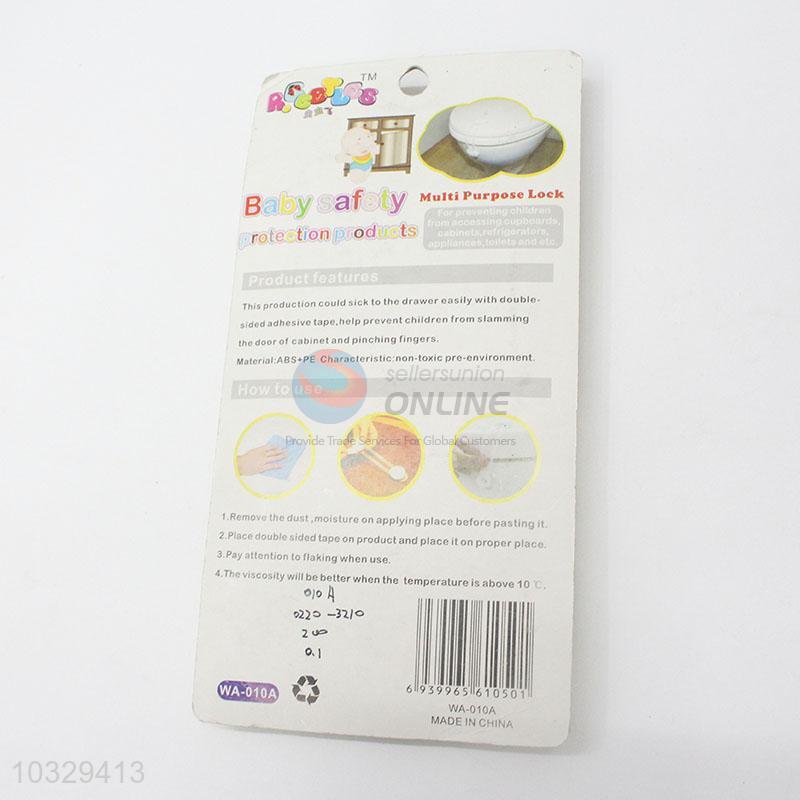 TM
Baby safety
protection products
Multi Purpose Lock
For preventing children
from accessing cupboards,
cabinets,refrigerators,
appliances,toilets and etc.
Product features
This production could sick to the drawer easily with double-
sided adhesive tape,help prevent children from slamming
the door of cabinet and pinching fingers.
Material:ABS+PE Characteristic:non-toxic pre-environment.
sellersunion
ONLINE
How to use
Provide Trade Services For Global Customers
1.Remove the dust ,moisture on applying place before pasting it.
2.Place double sided tape on product and place it on proper place.
3.Pay attention to flaking when use.
4.The viscosity will be better when the temperature is above 10 ℃.
010A
0220-3210
200
0.1
WA-010A
6 939965 610501
WA-010A
MADE IN CHINA
10329413